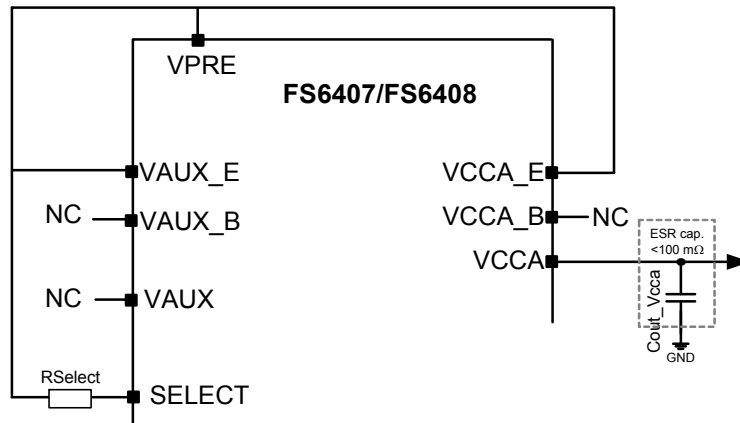 VPRE
FS6407/FS6408
VAUX_E
VCCA_E
NC
VAUX_B
VCCA_B
NC
ESR cap.
<100 mΩ
VCCA
NC
VAUX
Cout_Vcca
GND
RSelect
SELECT